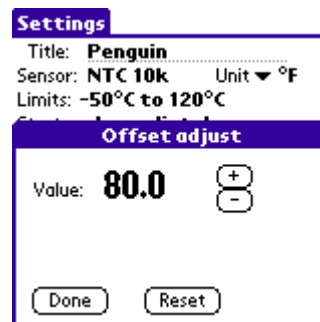 Settings
Title: Penguin
Sensor: NTC 10k Unit ▼ °F
Limits: -50°C to 120°C
Offset adjust
Value: 80.0 +
-
Done Reset